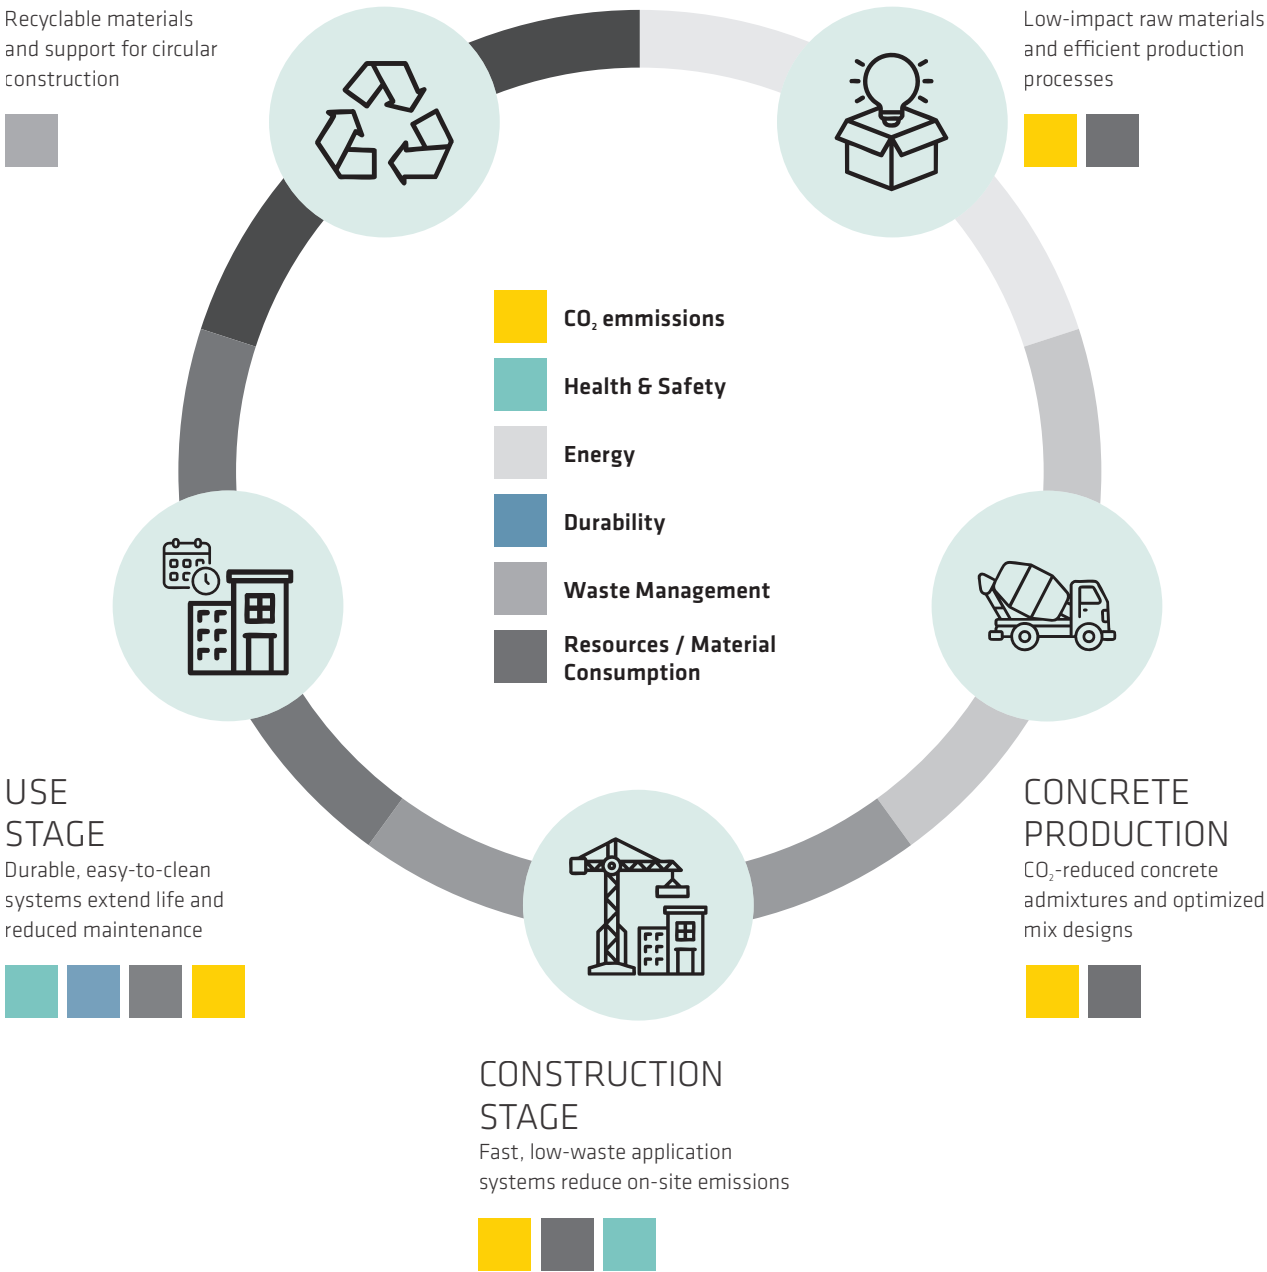 Recyclable materials
and support for circular
construction
Low-impact raw materials
and efficient production
processes
CO₂ emmissions
Health & Safety
Energy
Durability
Waste Management
Resources / Material
Consumption
USE
STAGE
Durable, easy-to-clean
systems extend life and
reduced maintenance
CONCRETE
PRODUCTION
CO₂-reduced concrete
admixtures and optimized
mix designs
CONSTRUCTION
STAGE
Fast, low-waste application
systems reduce on-site emissions